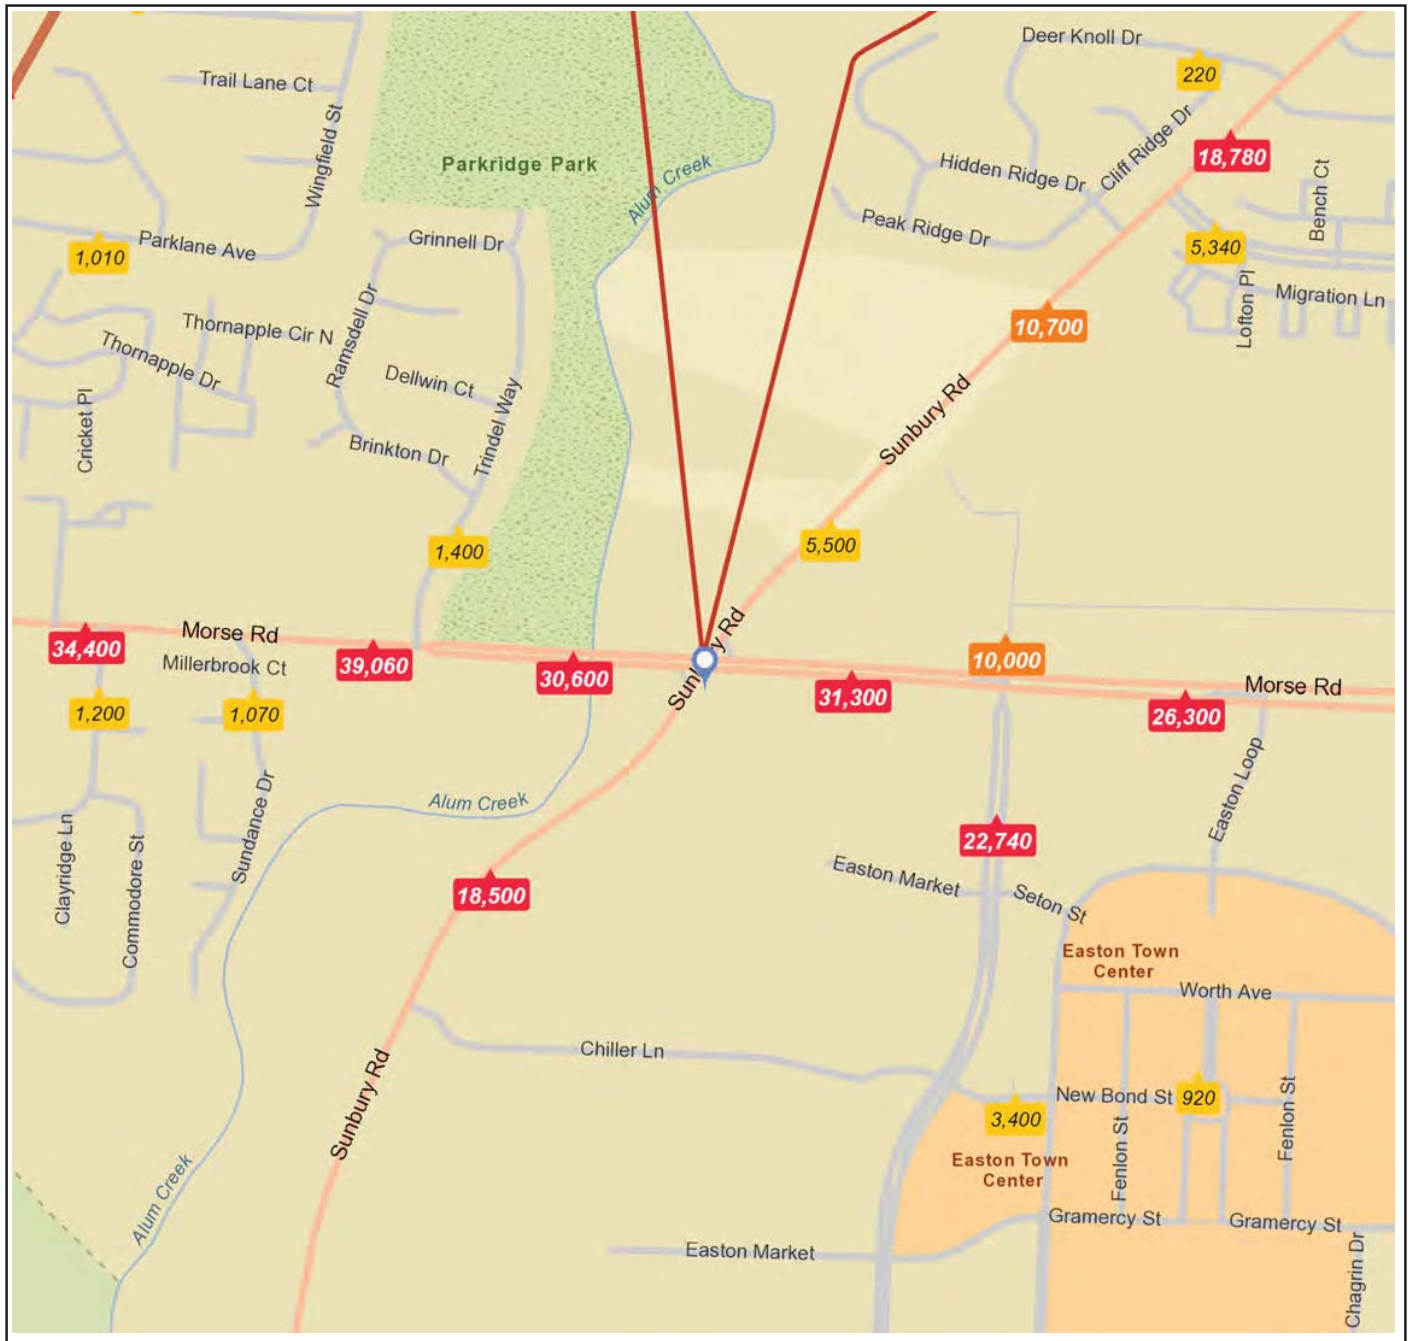 Deer Knoll Dr
220
Trail Lane Ct
Wingfield St
Parkridge Park
Alum Creek
Cliff Ridge Dr
18,780
Hidden Ridge Dr
Bench Ct
Peak Ridge Dr
Parklane Ave
1,010
Grinnell Dr
5,340
Migration Ln
Lofton Pl
Ramsdell Dr
Thornapple Cir N
10,700
Thornapple Dr
Dellwin Ct
Cricket Pl
Trindel Way
Sunbury Rd
Brinkton Dr
1,400
5,500
Morse Rd
34,400
Millerbrook Ct
39,060
30,600
Sunbury Rd
10,000
31,300
Morse Rd
26,300
1,200
1,070
Easton Loop
Alum Creek
Sundance Dr
Clayridge Ln
Commodore St
22,740
18,500
Easton Market
Seton St
Easton Town
Center
Worth Ave
Chiller Ln
Sunbury Rd
New Bond St
920
3,400
Fenlon St
Fenlon St
Easton Town
Center
Alum Creek
Gramercy St
Gramercy St
Easton Market
Chagrin Dr